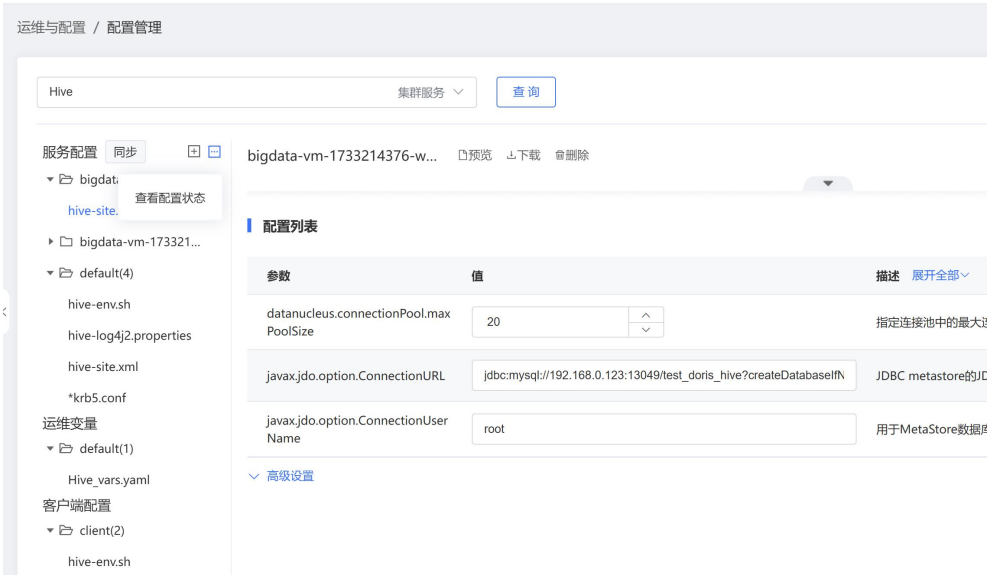 运维与配置 / 配置管理
Hive 集群服务 查询
服务配置 同步
bigdata-vm-1733214376-w... 预览 下载 删除
bigdata
查看配置状态
hive-site.
bigdata-vm-173321...
default(4)
hive-env.sh
hive-log4j2.properties
hive-site.xml
*krb5.conf
运维变量
default(1)
Hive_vars.yaml
客户端配置
client(2)
hive-env.sh
配置列表
参数 值 描述 展开全部
datanucleus.connectionPool.max
PoolSize
20
指定连接池中的最大连
javax.jdo.option.ConnectionURL
jdbc:mysql://192.168.0.123:13049/test_doris_hive?createDatabaseIfN
JDBC metastore的JD
javax.jdo.option.ConnectionUser
Name
root
用于MetaStore数据库
高级设置